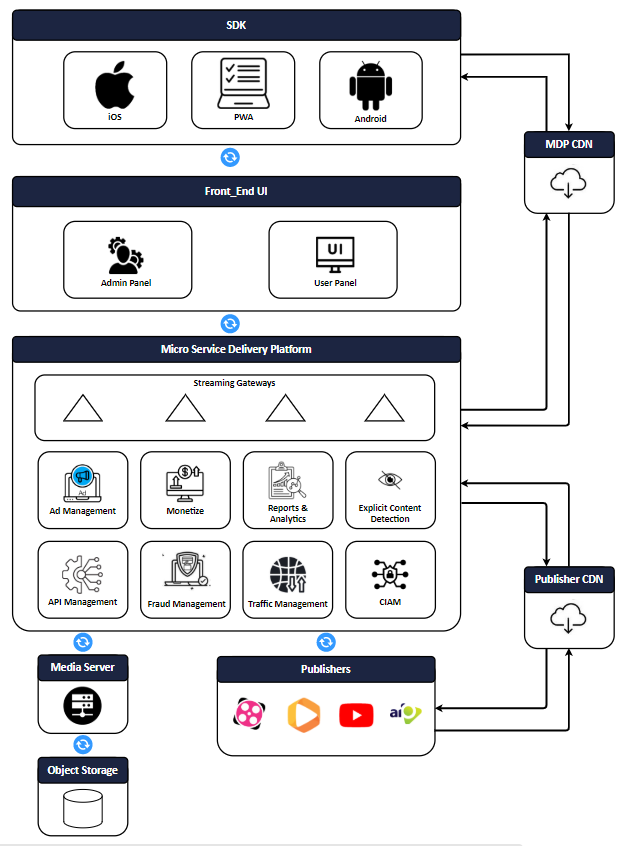 SDK
iOS
PWA
Android
MDP CDN
Front_End UI
Admin Panel
UI
User Panel
Micro Service Delivery Platform
Streaming Gateways
Ad
Ad Management
$
Monetize
Reports &
Analytics
Explicit Content
Detection
API Management
Fraud Management
Traffic Management
CIAM
Publisher CDN
Media Server
Publishers
aio
Object Storage